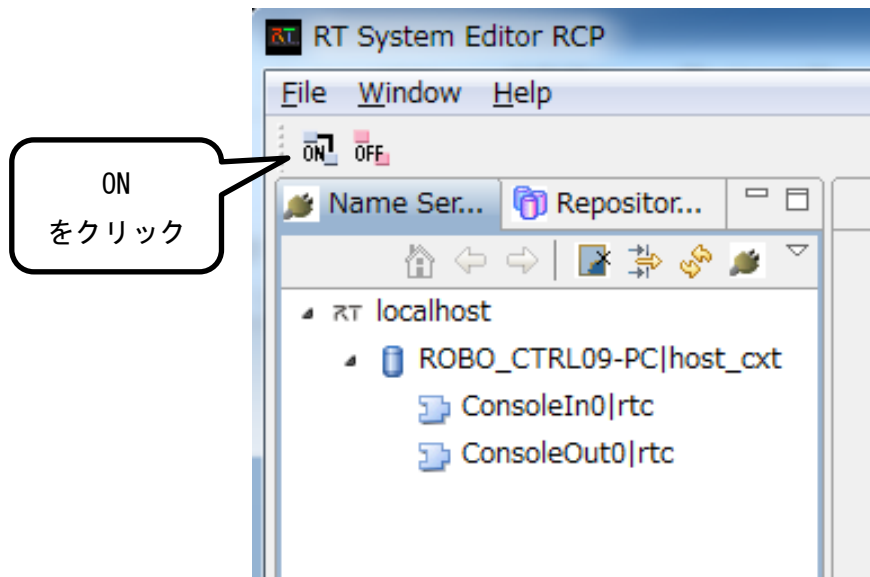 RT System Editor RCP
File Window Help
ON OFF
ON
をクリック
Name Ser... Repositor...
RT localhost
ROBO_CTRL09-PC|host_cxt
ConsoleIn0|rtc
ConsoleOut0|rtc